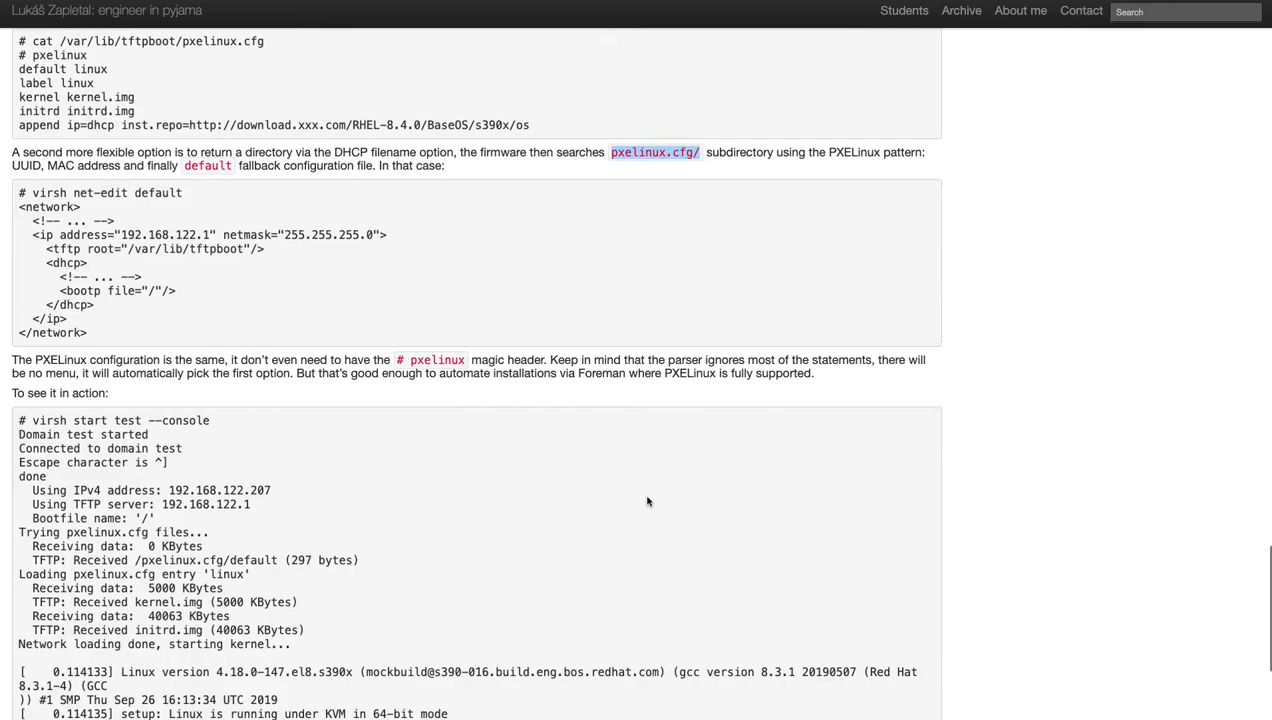 Lukáš Zapletal: engineer in pyjama
Students
Archive
About me
Contact
Search
# cat /var/lib/tftpboot/pxelinux.cfg
# pxelinux
default linux
label linux
kernel kernel.img
initrd initrd.img
append ip=dhcp inst.repo=http://download.xxx.com/RHEL-8.4.0/BaseOS/s390x/os
A second more flexible option is to return a directory via the DHCP filename option, the firmware then searches pxelinux.cfg/ subdirectory using the PXELinux pattern:
UUID, MAC address and finally default fallback configuration file. In that case:
# virsh net-edit default
<network>
  <!-- ... -->
  <ip address="192.168.122.1" netmask="255.255.255.0">
    <tftp root="/var/lib/tftpboot"/>
    <dhcp>
      <!-- ... -->
      <bootp file="/"/>
    </dhcp>
  </ip>
</network>
The PXELinux configuration is the same, it don't even need to have the # pxelinux magic header. Keep in mind that the parser ignores most of the statements, there will
be no menu, it will automatically pick the first option. But that's good enough to automate installations via Foreman where PXELinux is fully supported.
To see it in action:
# virsh start test --console
Domain test started
Connected to domain test
Escape character is ^]
done
  Using IPv4 address: 192.168.122.207
  Using TFTP server: 192.168.122.1
  Bootfile name: '/'
Trying pxelinux.cfg files...
  Receiving data:  0 KBytes
  TFTP: Received /pxelinux.cfg/default (297 bytes)
Loading pxelinux.cfg entry 'linux'
  Receiving data:  5000 KBytes
  TFTP: Received kernel.img (5000 KBytes)
  Receiving data:  40063 KBytes
  TFTP: Received initrd.img (40063 KBytes)
Network loading done, starting kernel...
[    0.114133] Linux version 4.18.0-147.el8.s390x (mockbuild@s390-016.build.eng.bos.redhat.com) (gcc version 8.3.1 20190507 (Red Hat
8.3.1-4) (GCC
)) #1 SMP Thu Sep 26 16:13:34 UTC 2019
[    0.114135] setup: Linux is running under KVM in 64-bit mode